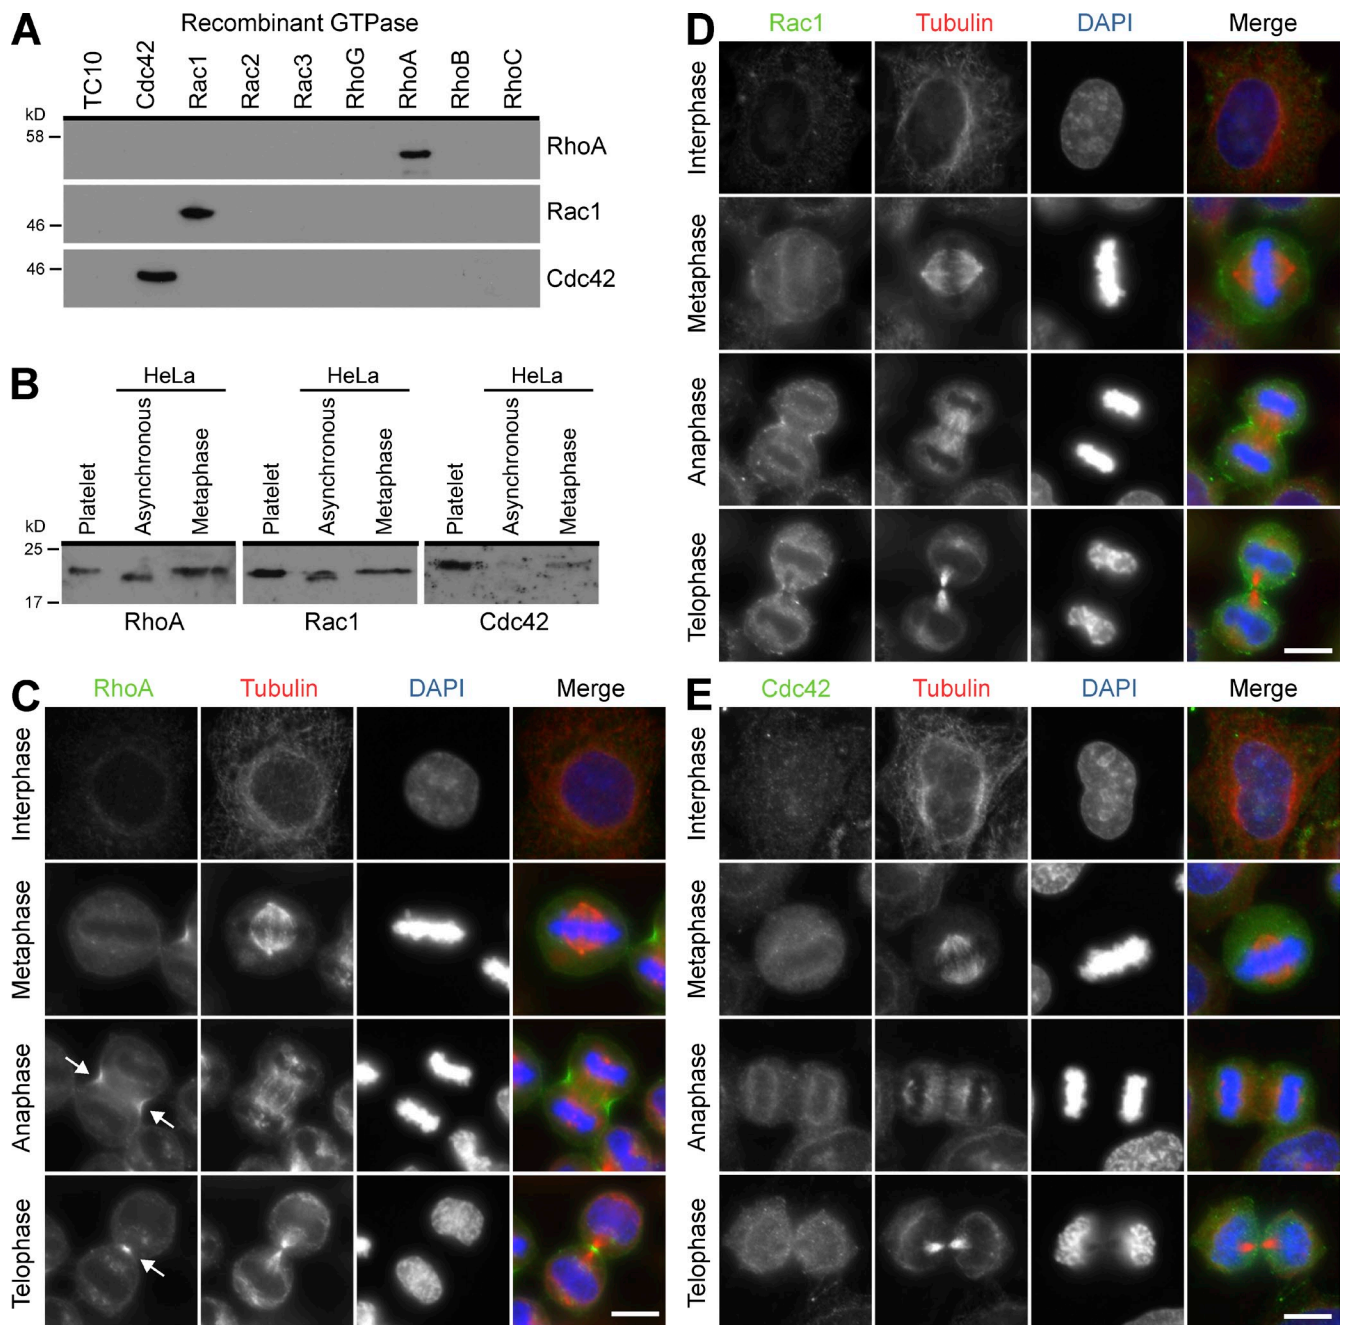 A
Recombinant GTPase
TC10
Cdc42
Rac1
Rac2
Rac3
RhoG
RhoA
RhoB
RhoC
kD
58
RhoA
46
Rac1
46
Cdc42
B
HeLa
HeLa
HeLa
Platelet
Asynchronous
Metaphase
Platelet
Asynchronous
Metaphase
Platelet
Asynchronous
Metaphase
kD
25
17
RhoA
Rac1
Cdc42
C
RhoA
Tubulin
DAPI
Merge
Interphase
Metaphase
Anaphase
Telophase
D
Rac1
Tubulin
DAPI
Merge
Interphase
Metaphase
Anaphase
Telophase
E
Cdc42
Tubulin
DAPI
Merge
Interphase
Metaphase
Anaphase
Telophase